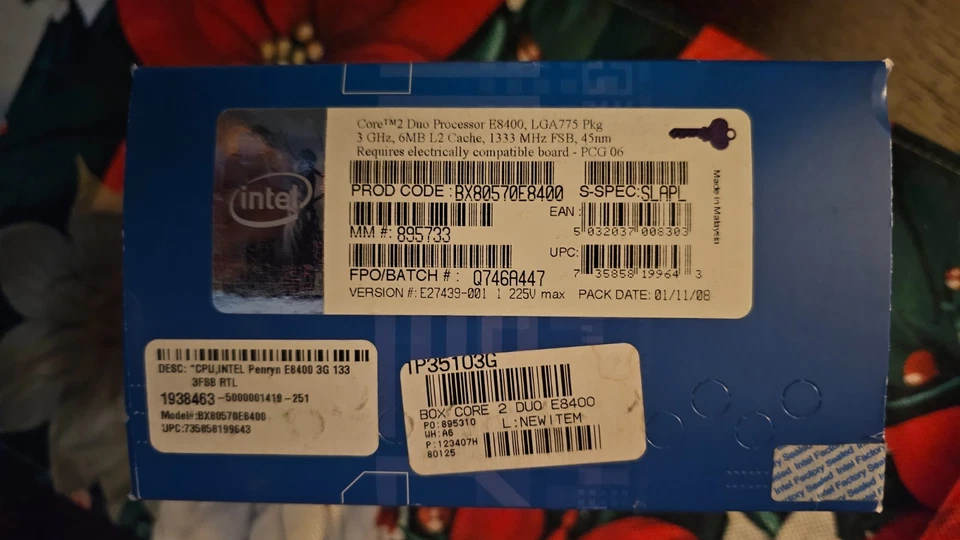 Core™2 Duo Processor E8400, LGA775 Pkg
3 GHz, 6MB L2 Cache, 1333 MHz FSB, 45nm
Requires electrically compatible board - PCG 06
intel
PROD CODE : BX80570E8400 S-SPEC: SLAPL
EAN :
5 032037 008303
MM #: 895733
UPC:
7 35858 19964 3
FPO/BATCH # : Q746A447
VERSION #: E27439-001 1 225V max PACK DATE: 01/11/08
Made in Malaysia
DESC: "CPU,INTEL Penryn E8400 3G 133
3FSB RTL
1938463-5000001419-251
Model#:BX80570E8400
UPC:735858199643
TP35103G
BOX CORE 2 DUO E8400
PO:895310 L:NEWITEM
WH:A6
P:123407H
80125
Intel Factory Sealed